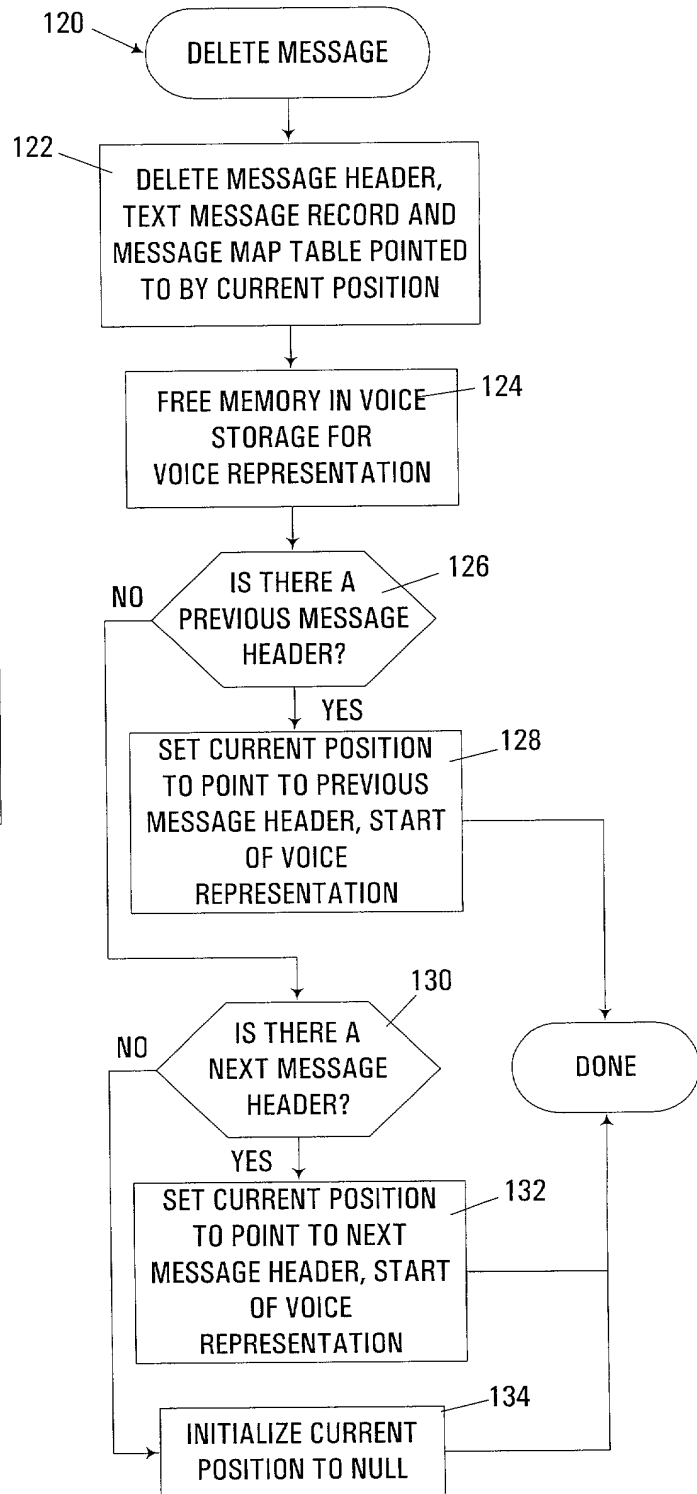 120
DELETE MESSAGE
122
DELETE MESSAGE HEADER,
TEXT MESSAGE RECORD AND
MESSAGE MAP TABLE POINTED
TO BY CURRENT POSITION
FREE MEMORY IN VOICE
STORAGE FOR
VOICE REPRESENTATION
124
NO
IS THERE A
PREVIOUS MESSAGE
HEADER?
126
YES
SET CURRENT POSITION
TO POINT TO PREVIOUS
MESSAGE HEADER, START
OF VOICE
REPRESENTATION
128
NO
IS THERE A
NEXT MESSAGE
HEADER?
130
DONE
YES
SET CURRENT POSITION
TO POINT TO NEXT
MESSAGE HEADER, START
OF VOICE
REPRESENTATION
132
INITIALIZE CURRENT
POSITION TO NULL
134